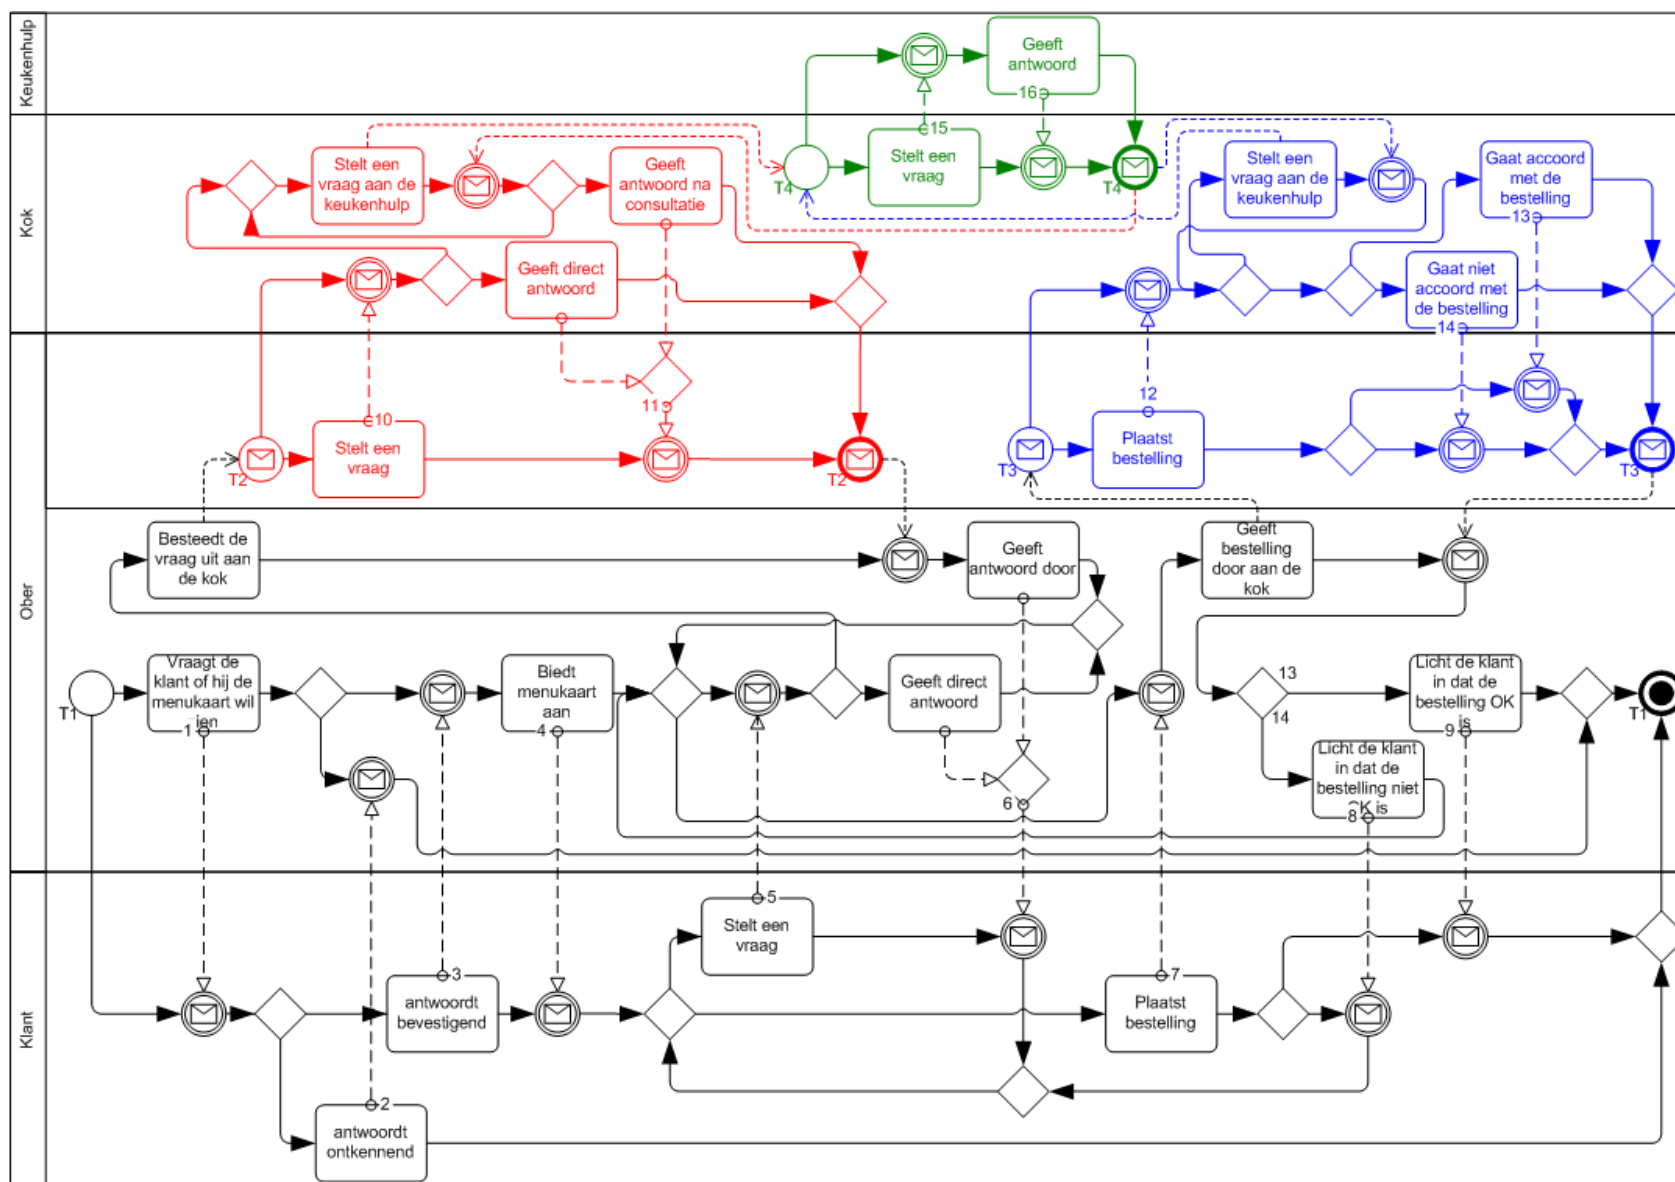 Keukenhulp
Geeft
antwoord
16
15
Stelt een
vraag
T4
T4
Kok
Stelt een
vraag aan de
keukenhulp
Geeft
antwoord na
consultatie
Geeft direct
antwoord
Stelt een
vraag aan de
keukenhulp
Gaat accoord
met de
bestelling
13
Gaat niet
accoord met
de bestelling
14
10
Stelt een
vraag
T2
11
T2
12
Plaatst
bestelling
T3
T3
Ober
Besteedt de
vraag uit aan
de kok
Geeft
antwoord door
Geeft
bestelling
door aan de
kok
T1
Vraagt de
klant of hij de
menukaart wil
zien
1
Biedt
menukaart
aan
4
Geeft direct
antwoord
6
13
14
Licht de klant
in dat de
bestelling OK
is
9
T1
Licht de klant
in dat de
bestelling niet
OK is
8
Klant
5
Stelt een
vraag
3
antwoordt
bevestigend
7
Plaatst
bestelling
2
antwoordt
ontkennend